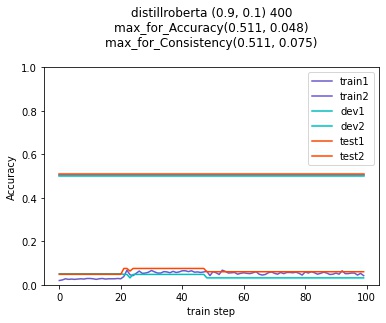 distillroberta (0.9, 0.1) 400
max_for_Accuracy(0.511, 0.048)
max_for_Consistency(0.511, 0.075)
1.0
0.8
0.6
0.4
0.2
0.0
Accuracy
train1
train2
dev1
dev2
test1
test2
0 20 40 60 80 100
train step